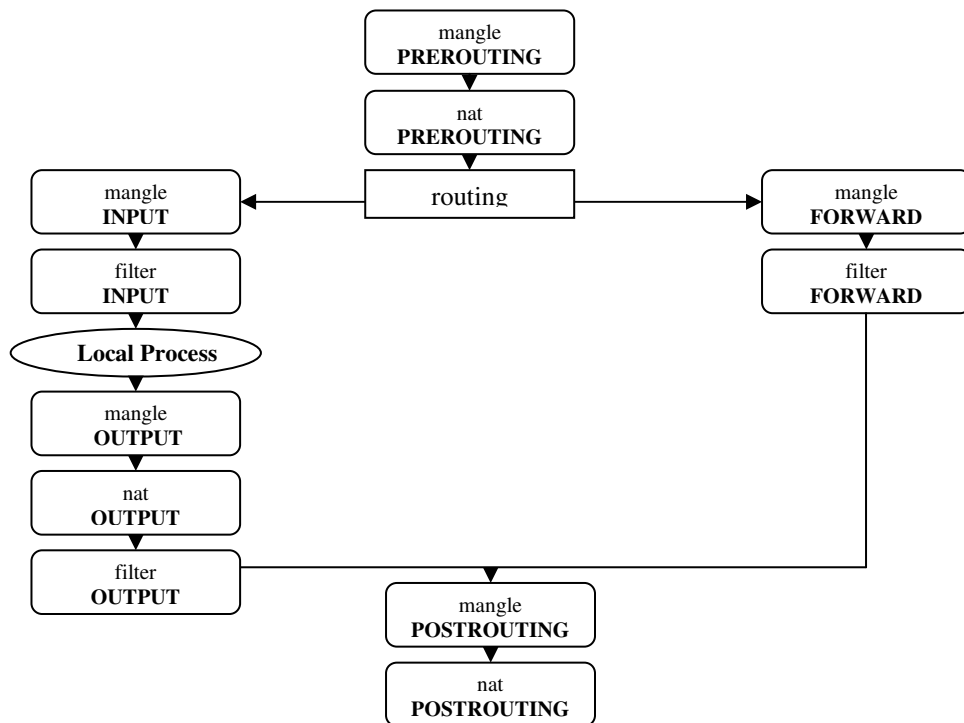 mangle
PREROUTING
nat
PREROUTING
routing
mangle
INPUT
mangle
FORWARD
filter
INPUT
filter
FORWARD
Local Process
mangle
OUTPUT
nat
OUTPUT
filter
OUTPUT
mangle
POSTROUTING
nat
POSTROUTING